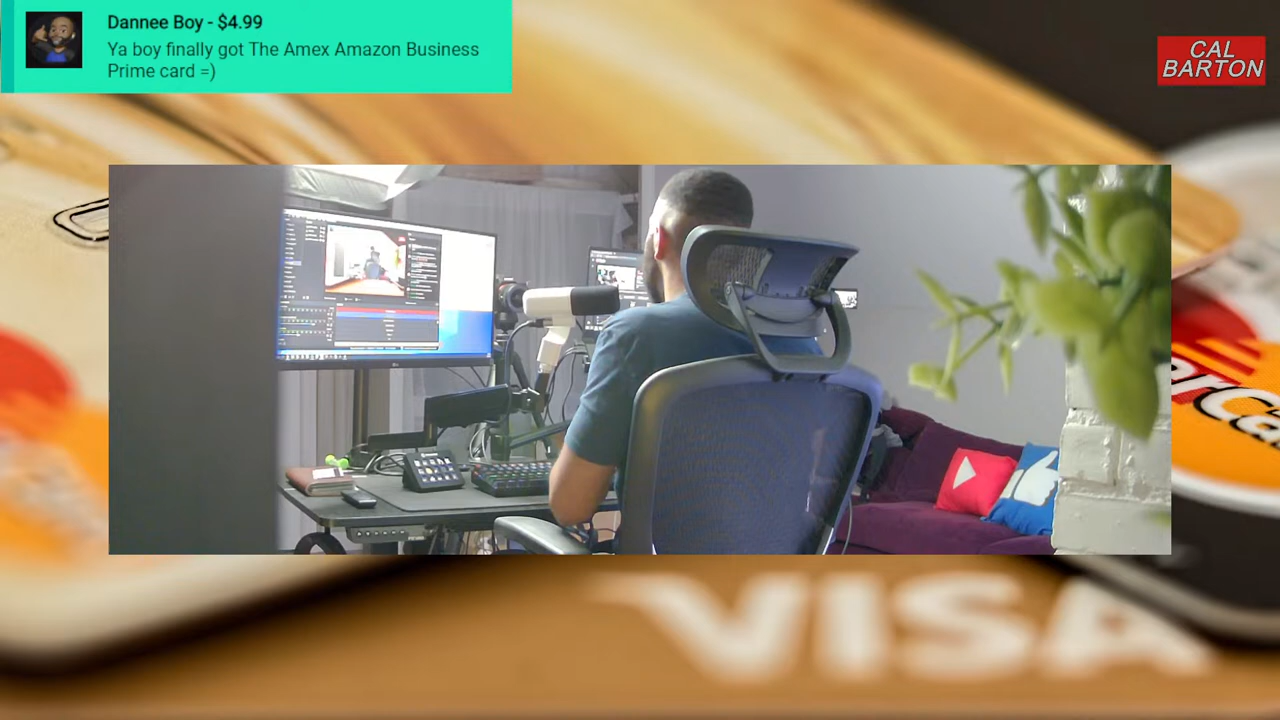 Dannee Boy - $4.99
Ya boy finally got The Amex Amazon Business
Prime card =)
CAL
BARTON
VISA